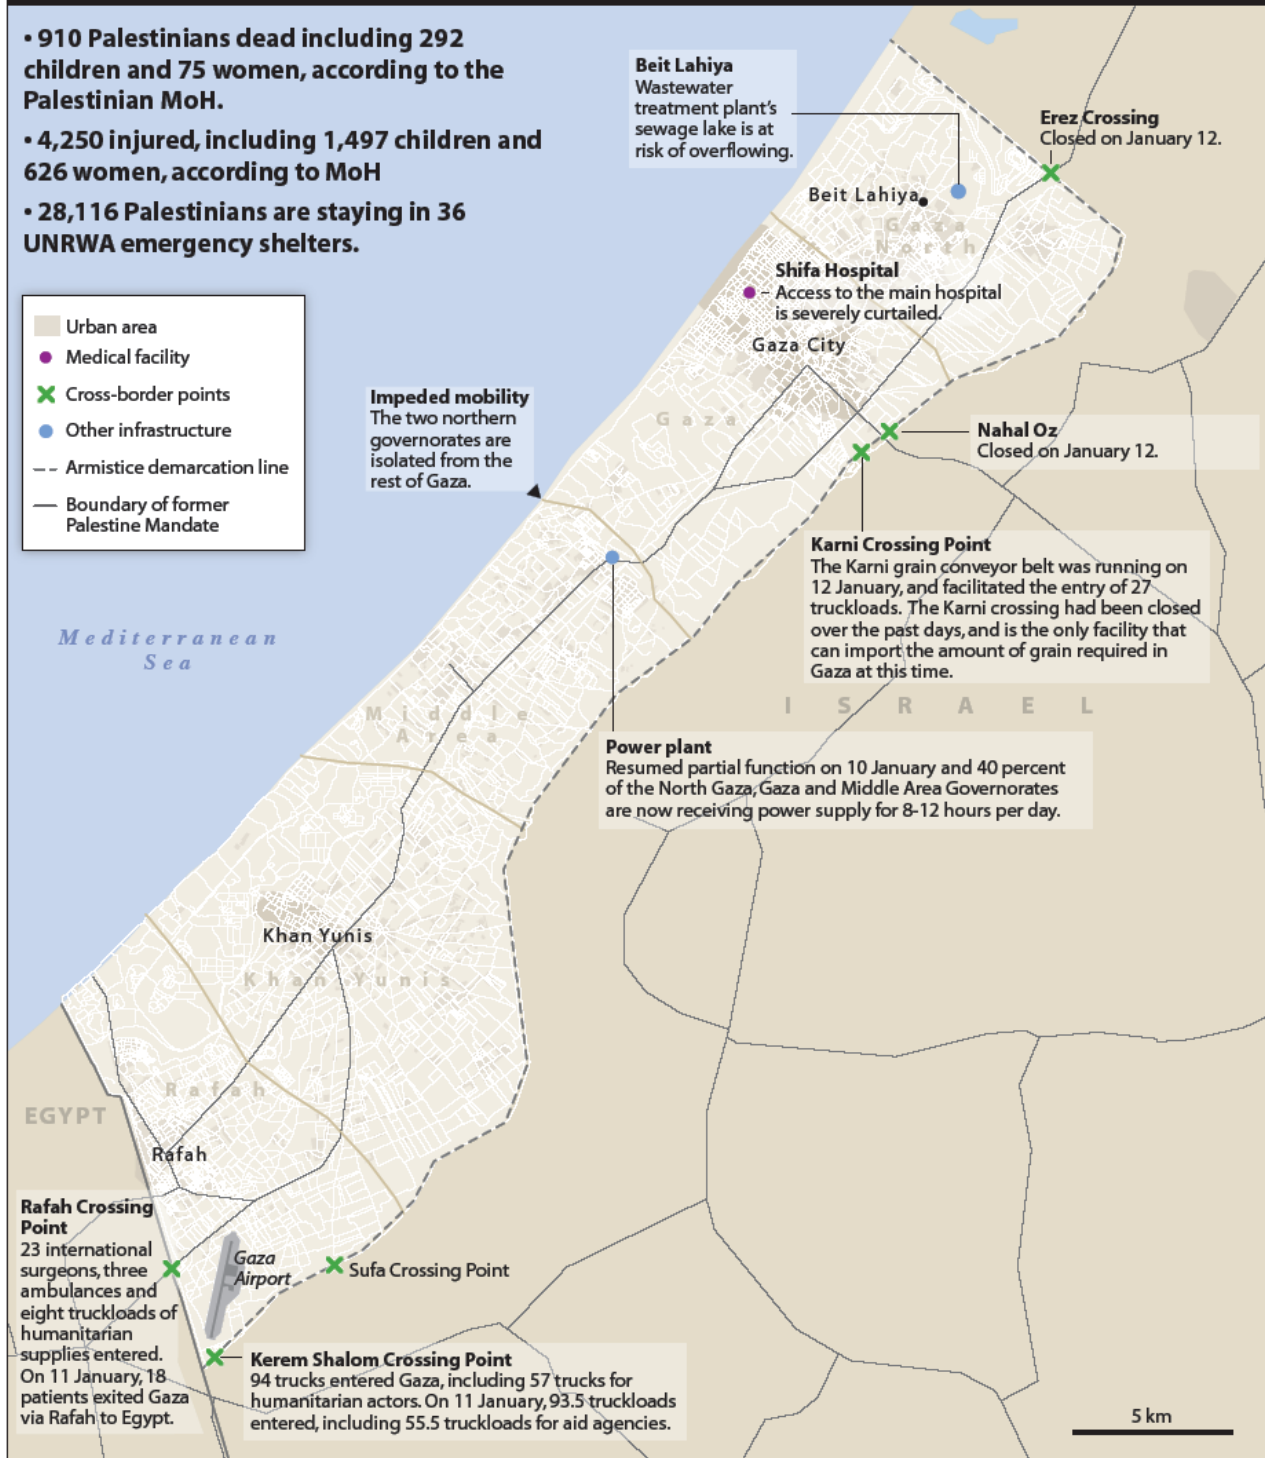 • 910 Palestinians dead including 292
children and 75 women, according to the
Palestinian MoH.
• 4,250 injured, including 1,497 children and
626 women, according to MoH
• 28,116 Palestinians are staying in 36
UNRWA emergency shelters.
Urban area
Medical facility
Cross-border points
Other infrastructure
Armistice demarcation line
Boundary of former
Palestine Mandate
Beit Lahiya
Wastewater
treatment plant's
sewage lake is at
risk of overflowing.
Erez Crossing
Closed on January 12.
Beit Lahiya
Gaza
North
Shifa Hospital
Access to the main hospital
is severely curtailed.
Gaza City
Impeded mobility
The two northern
governorates are
isolated from the
rest of Gaza.
Gaza
Nahal Oz
Closed on January 12.
Karni Crossing Point
The Karni grain conveyor belt was running on
12 January, and facilitated the entry of 27
truckloads. The Karni crossing had been closed
over the past days, and is the only facility that
can import the amount of grain required in
Gaza at this time.
Mediterranean
Sea
ISRAEL
Middle
Area
Power plant
Resumed partial function on 10 January and 40 percent
of the North Gaza, Gaza and Middle Area Governorates
are now receiving power supply for 8-12 hours per day.
Khan Yunis
Khan Yunis
Rafah
EGYPT
Rafah
Rafah Crossing
Point
23 international
surgeons, three
ambulances and
eight truckloads of
humanitarian
supplies entered.
On 11 January, 18
patients exited Gaza
via Rafah to Egypt.
Gaza
Airport
Sufa Crossing Point
Kerem Shalom Crossing Point
94 trucks entered Gaza, including 57 trucks for
humanitarian actors. On 11 January, 93.5 truckloads
entered, including 55.5 truckloads for aid agencies.
5 km